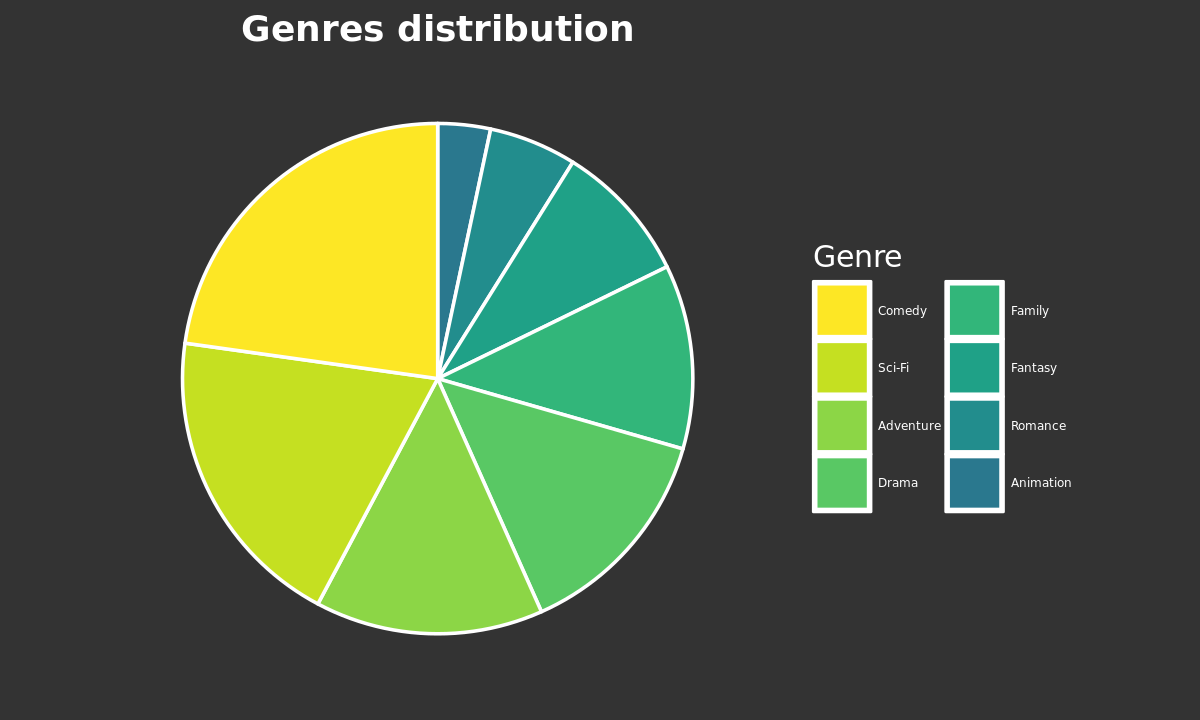 Genres distribution
Genre
Comedy
Sci-Fi
Adventure
Drama
Family
Fantasy
Romance
Animation